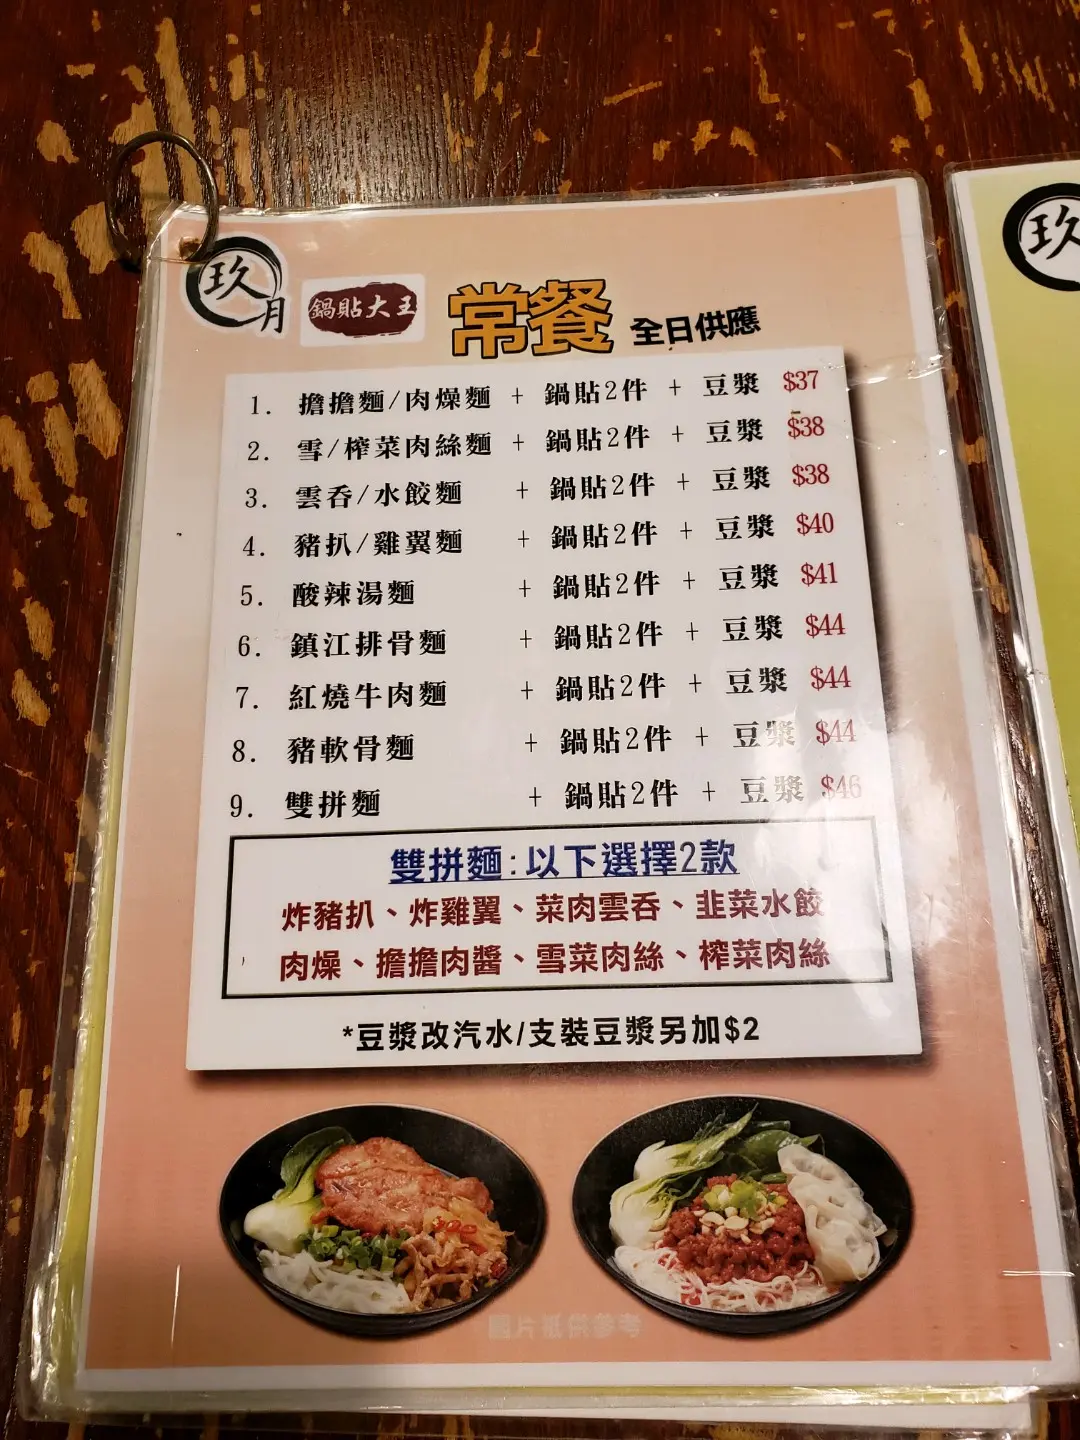 玖月
鍋貼大王
常餐 全日供應
1. 擔擔麵/肉燥麵 + 鍋貼2件 + 豆漿 $37
2. 雪/榨菜肉絲麵 + 鍋貼2件 + 豆漿 $38
3. 雲吞/水餃麵 + 鍋貼2件 + 豆漿 $38
4. 豬扒/雞翼麵 + 鍋貼2件 + 豆漿 $40
5. 酸辣湯麵 + 鍋貼2件 + 豆漿 $41
6. 鎮江排骨麵 + 鍋貼2件 + 豆漿 $44
7. 紅燒牛肉麵 + 鍋貼2件 + 豆漿 $44
8. 豬軟骨麵 + 鍋貼2件 + 豆漿 $44
9. 雙拼麵 + 鍋貼2件 + 豆漿 $46
雙拼麵:以下選擇2款
炸豬扒、炸雞翼、菜肉雲吞、韭菜水餃
肉燥、擔擔肉醬、雪菜肉絲、榨菜肉絲
*豆漿改汽水/支裝豆漿另加$2
圖片祗供參考
玖